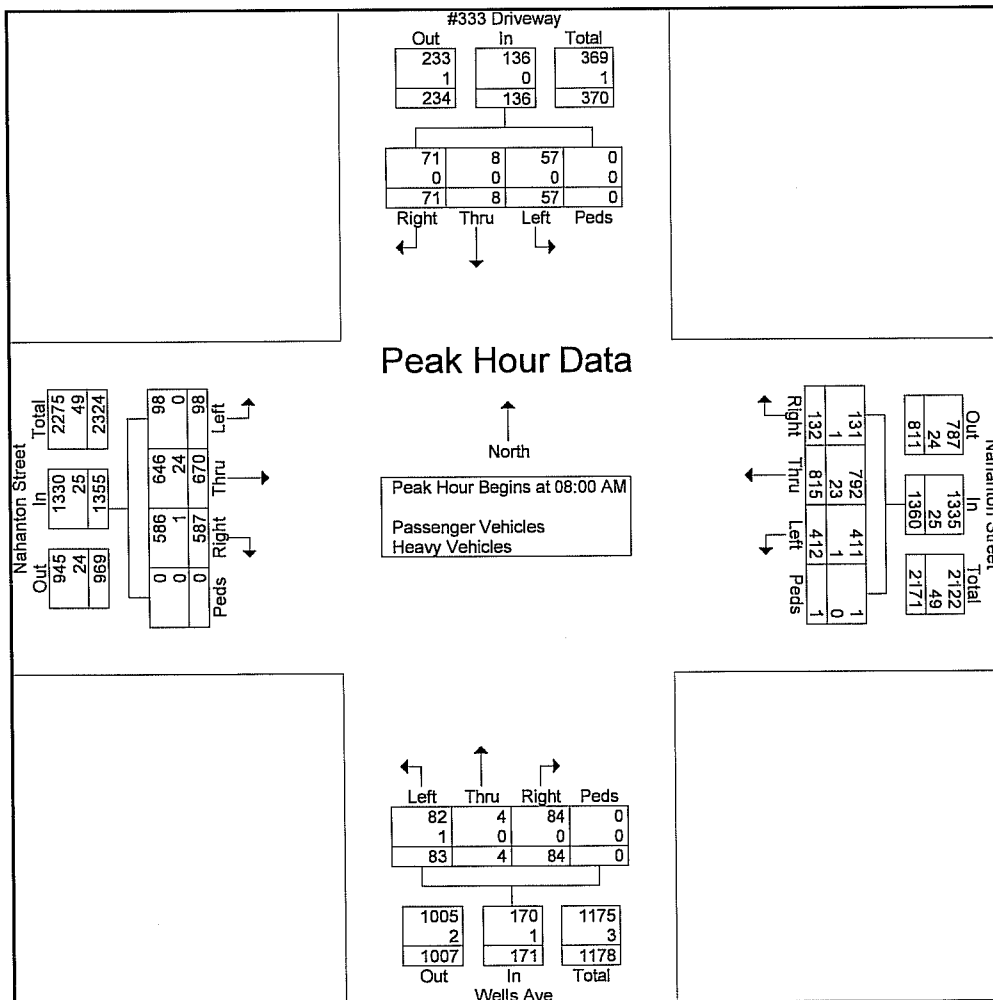 #333 Driveway
Out In Total
233 136 369
1 0 1
234 136 370
71 8 57 0
0 0 0 0
71 8 57 0
Right Thru Left Peds
Peak Hour Data
North
Peak Hour Begins at 08:00 AM
Passenger Vehicles
Heavy Vehicles
Nahanton Street
Out In Total
945 1330 2275
24 25 49
969 1355 2324
98 646 586 0
0 24 1 0
98 670 587 0
Left Thru Right Peds
Nahanton Street
Out In Total
787 1335 2122
24 25 49
811 1360 2171
131 792 411 1
1 23 1 0
132 815 412 1
Right Thru Left Peds
Left Thru Right Peds
82 4 84 0
1 0 0 0
83 4 84 0
1005 170 1175
2 1 3
1007 171 1178
Out In Total
Wells Ave